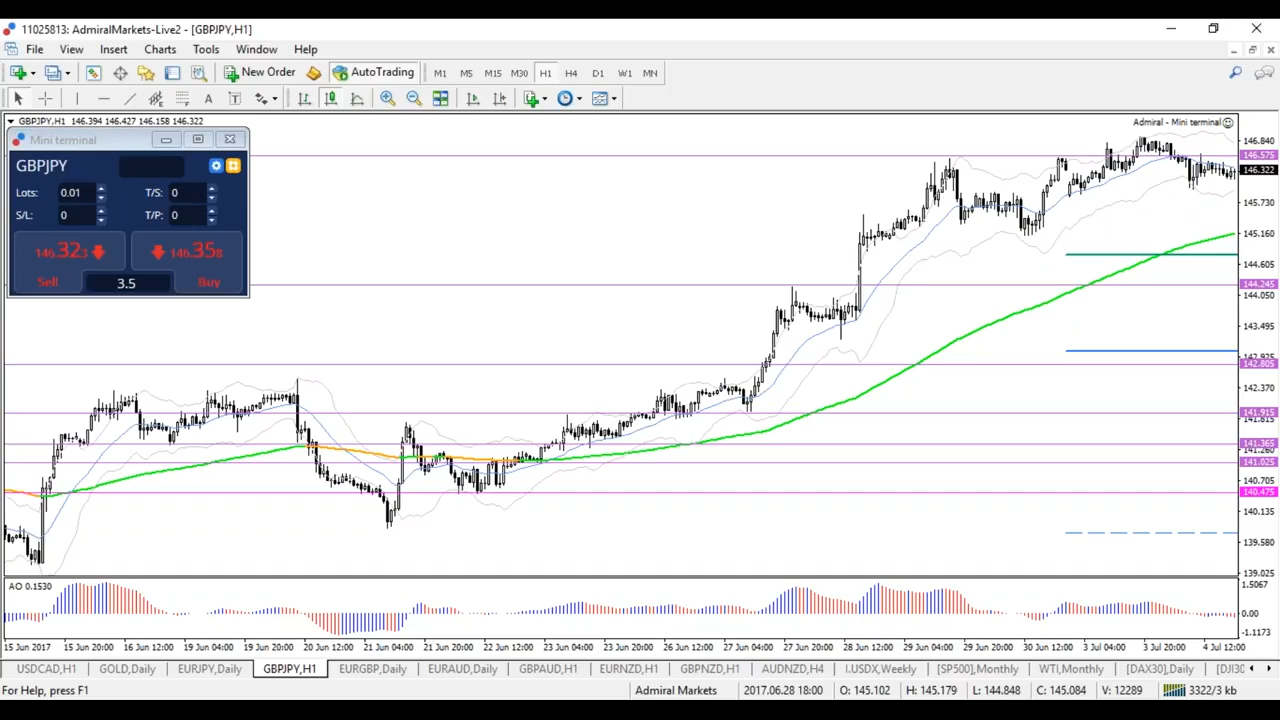 11025813: AdmiralMarkets-Live2 - [GBPJPY,H1]
File View Insert Charts Tools Window Help
New Order AutoTrading M1 M5 M15 M30 H1 H4 D1 W1 MN
A T
GBPJPY,H1 146.394 146.427 146.158 146.322
Admiral - Mini terminal
Mini terminal
GBPJPY
Lots: 0.01 T/S: 0
S/L: 0 T/P: 0
146.323 146.358
Sell 3.5 Buy
146.840
146.575
146.322
145.730
145.160
144.605
144.245
144.050
143.495
142.925
142.805
142.370
141.915
141.815
141.365
141.260
141.025
140.705
140.475
140.135
139.580
139.025
AO 0.1530
1.5067
0.00
-1.1173
15 Jun 2017 15 Jun 20:00 16 Jun 12:00 19 Jun 04:00 19 Jun 20:00 20 Jun 12:00 21 Jun 04:00 21 Jun 20:00 22 Jun 12:00 23 Jun 04:00 23 Jun 20:00 26 Jun 12:00 27 Jun 04:00 27 Jun 20:00 28 Jun 12:00 29 Jun 04:00 29 Jun 20:00 30 Jun 12:00 3 Jul 04:00 3 Jul 20:00 4 Jul 12:00
USDCAD,H1 GOLD,Daily EURJPY,Daily GBPJPY,H1 EURGBP,Daily EURAUD,Daily GBPAUD,H1 EURNZD,H1 GBPNZD,H1 AUDNZD,H4 I.USDX,Weekly [SP500],Monthly WTI,Monthly [DAX30],Daily [DJ30
For Help, press F1 Admiral Markets 2017.06.28 18:00 O: 145.102 H: 145.179 L: 144.848 C: 145.084 V: 12289 3322/3 kb